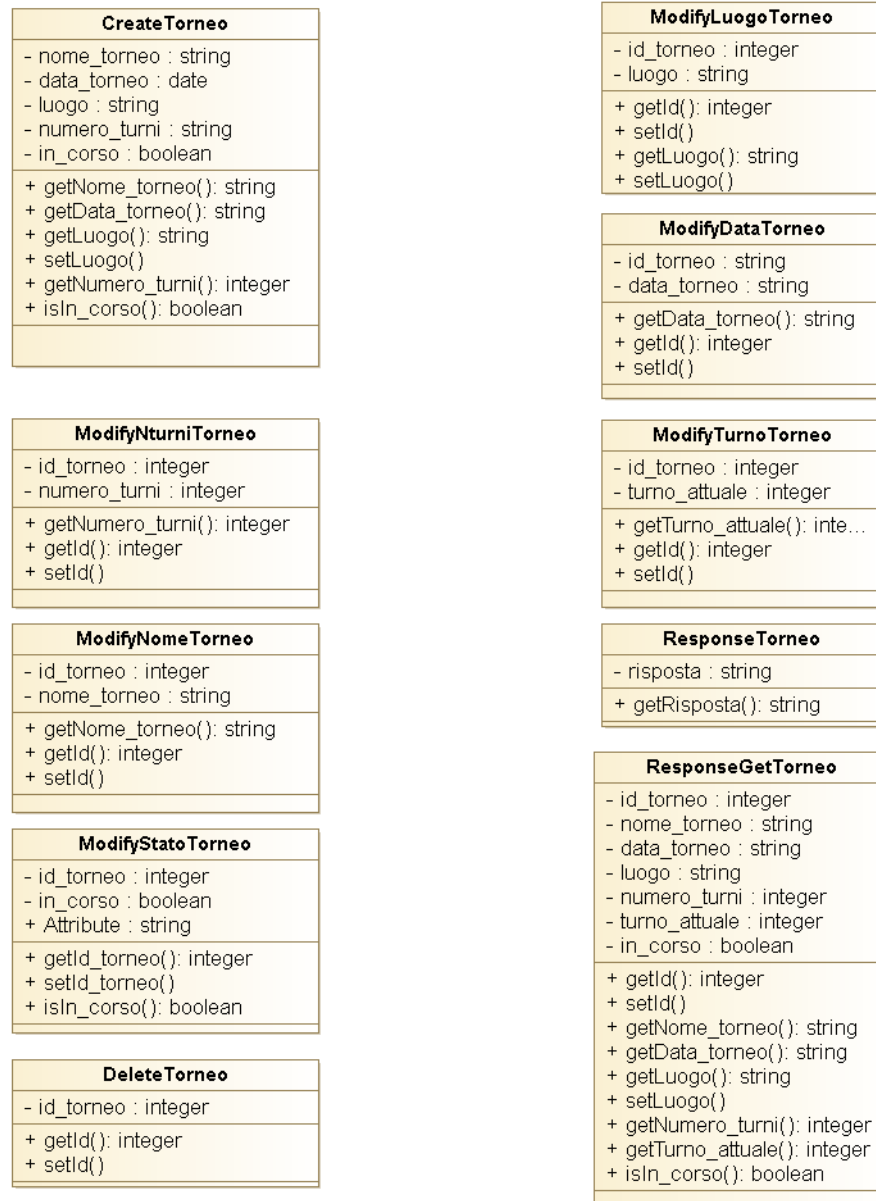 CreateTorneo
- nome_torneo : string
- data_torneo : date
- luogo : string
- numero_turni : string
- in_corso : boolean
+ getNome_torneo(): string
+ getData_torneo(): string
+ getLuogo(): string
+ setLuogo()
+ getNumero_turni(): integer
+ isIn_corso(): boolean
ModifyNturniTorneo
- id_torneo : integer
- numero_turni : integer
+ getNumero_turni(): integer
+ getId(): integer
+ setId()
ModifyNomeTorneo
- id_torneo : integer
- nome_torneo : string
+ getNome_torneo(): string
+ getId(): integer
+ setId()
ModifyStatoTorneo
- id_torneo : integer
- in_corso : boolean
+ Attribute : string
+ getId_torneo(): integer
+ setId_torneo()
+ isIn_corso(): boolean
DeleteTorneo
- id_torneo : integer
+ getId(): integer
+ setId()
ModifyLuogoTorneo
- id_torneo : integer
- luogo : string
+ getId(): integer
+ setId()
+ getLuogo(): string
+ setLuogo()
ModifyDataTorneo
- id_torneo : string
- data_torneo : string
+ getData_torneo(): string
+ getId(): integer
+ setId()
ModifyTurnoTorneo
- id_torneo : integer
- turno_attuale : integer
+ getTurno_attuale(): inte...
+ getId(): integer
+ setId()
ResponseTorneo
- risposta : string
+ getRisposta(): string
ResponseGetTorneo
- id_torneo : integer
- nome_torneo : string
- data_torneo : string
- luogo : string
- numero_turni : integer
- turno_attuale : integer
- in_corso : boolean
+ getId(): integer
+ setId()
+ getNome_torneo(): string
+ getData_torneo(): string
+ getLuogo(): string
+ setLuogo()
+ getNumero_turni(): integer
+ getTurno_attuale(): integer
+ isIn_corso(): boolean